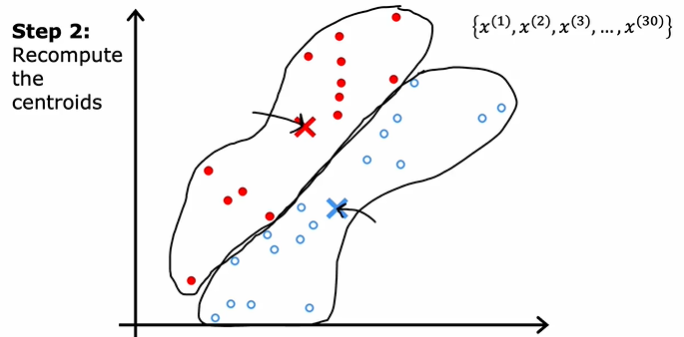 Step 2:
Recompute
the
centroids
{x^(1), x^(2), x^(3), …, x^(30)}